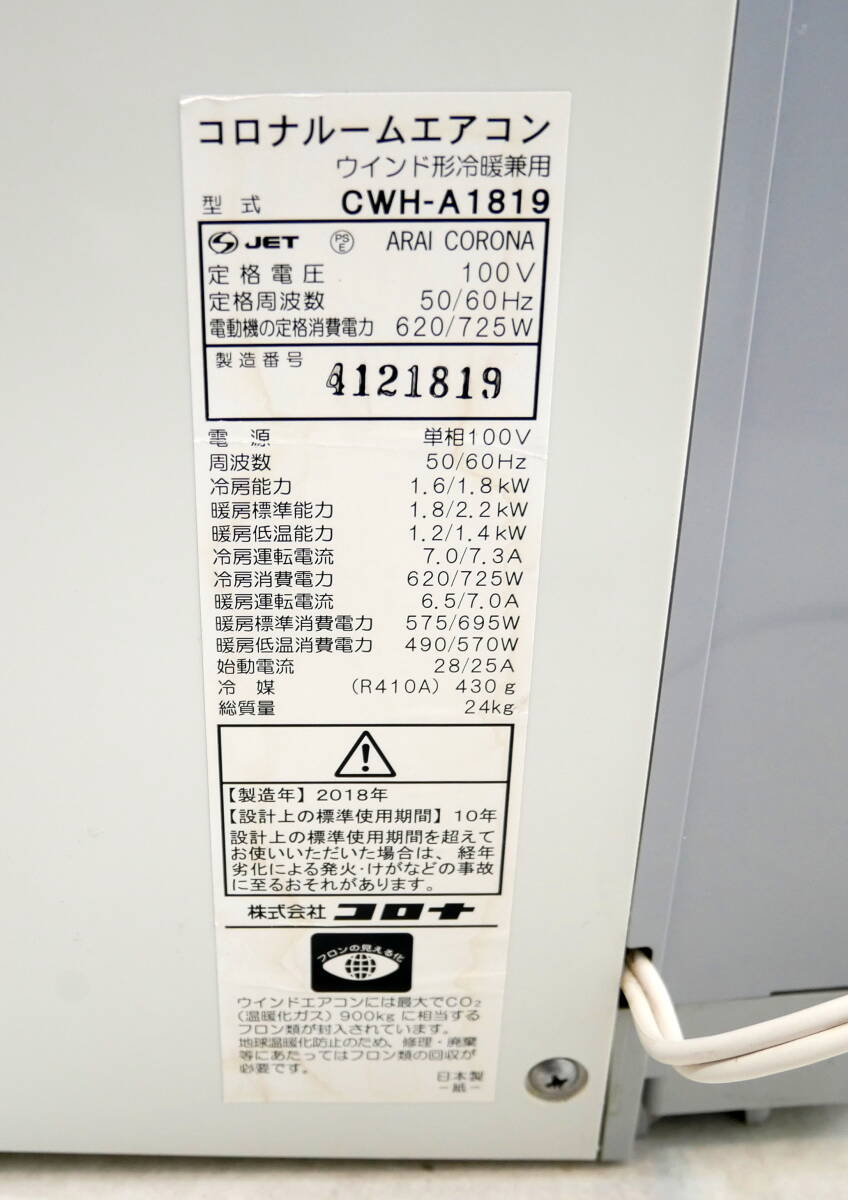 コロナルームエアコン
ウインド形冷暖兼用
型式 CWH-A1819
JET PSE ARAI CORONA
定格電圧 100V
定格周波数 50/60Hz
電動機の定格消費電力 620/725W
製造番号 4121819
電源 単相100V
周波数 50/60Hz
冷房能力 1.6/1.8kW
暖房標準能力 1.8/2.2kW
暖房低温能力 1.2/1.4kW
冷房運転電流 7.0/7.3A
冷房消費電力 620/725W
暖房運転電流 6.5/7.0A
暖房標準消費電力 575/695W
暖房低温消費電力 490/570W
始動電流 28/25A
冷媒 (R410A) 430g
総質量 24kg
【製造年】2018年
【設計上の標準使用期間】10年
設計上の標準使用期間を超えて
お使いいただいた場合は、経年
劣化による発火・けがなどの事故
に至るおそれがあります。
株式会社 コロナ
フロンの見える化
ウインドエアコンには最大でCO₂
(温暖化ガス) 900kgに相当する
フロン類が封入されています。
地球温暖化防止のため、修理・廃棄
等にあたってはフロン類の回収が
必要です。
日本製
-紙-